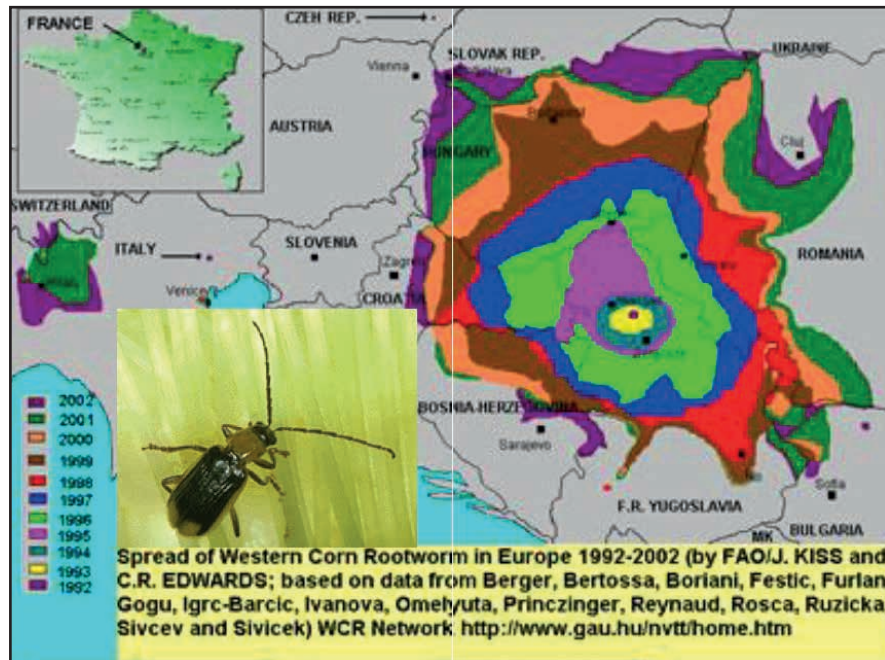 FRANCE
CZEH REP.
SLOVAK REP.
UKRAINE
Vienna
AUSTRIA
HUNGARY
Cluj
SWITZERLAND
ITALY
SLOVENIA
ROMANIA
Zagreb
Venice
CROATIA
BOSNIA-HERZEGOVINA
Sarajevo
Sofia
F.R. YUGOSLAVIA
MK
BULGARIA
2002
2001
2000
1999
1998
1997
1996
1995
1994
1993
1992
Spread of Western Corn Rootworm in Europe 1992-2002 (by FAO/J. KISS and
C.R. EDWARDS; based on data from Berger, Bertossa, Boriani, Festic, Furlan
Gogu, Igrc-Barcic, Ivanova, Omelyuta, Princzinger, Reynaud, Rosca, Ruzicka
Sivcev and Sivicek) WCR Network http://www.gau.hu/nvtt/home.htm